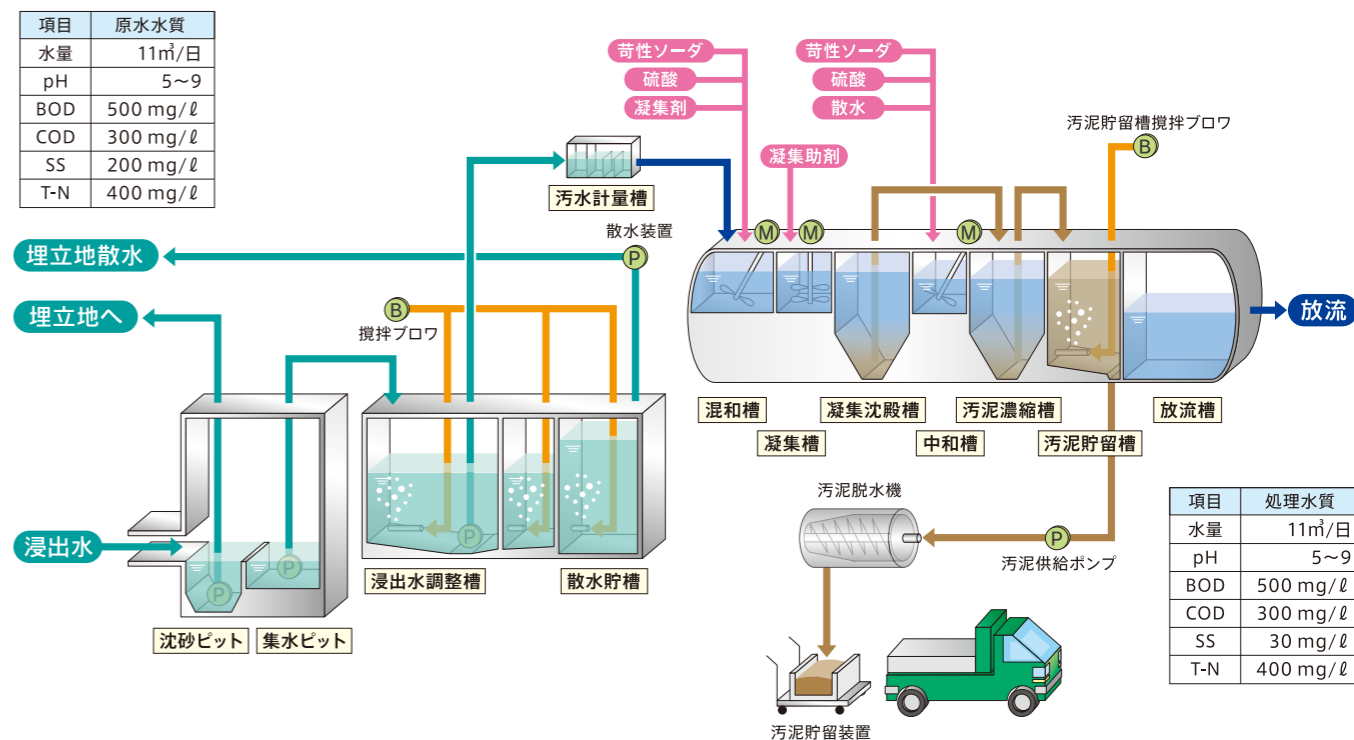 項目 原水水質
水量 11㎥/日
pH 5〜9
BOD 500 mg/ℓ
COD 300 mg/ℓ
SS 200 mg/ℓ
T-N 400 mg/ℓ
苛性ソーダ
硫酸
凝集剤
凝集助剤
苛性ソーダ
硫酸
散水
汚泥貯留槽撹拌ブロワ
B
汚水計量槽
散水装置
P
埋立地散水
埋立地へ
B
撹拌ブロワ
M
M
M
放流
混和槽
凝集槽
凝集沈殿槽
中和槽
汚泥濃縮槽
汚泥貯留槽
放流槽
浸出水
P
P
P
沈砂ピット
集水ピット
浸出水調整槽
散水貯槽
汚泥脱水機
P
汚泥供給ポンプ
汚泥貯留装置
項目 処理水質
水量 11㎥/日
pH 5〜9
BOD 500 mg/ℓ
COD 300 mg/ℓ
SS 30 mg/ℓ
T-N 400 mg/ℓ